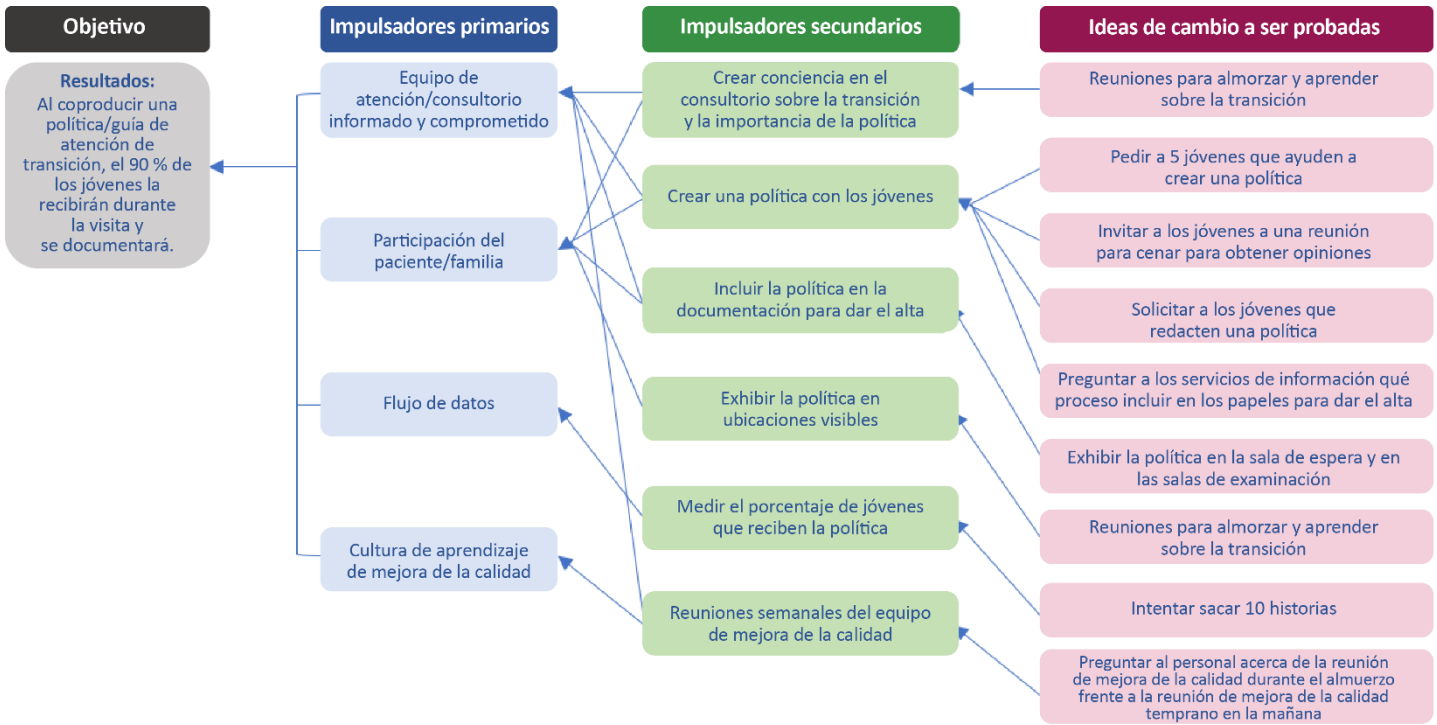 Objetivo
Resultados:
Al coproducir una
política/guía de
atención de
transición, el 90 % de
los jóvenes la
recibirán durante
la visita y
se documentará.
Impulsadores primarios
Equipo de
atención/consultorio
informado y comprometido
Participación del
paciente/familia
Flujo de datos
Cultura de aprendizaje
de mejora de la calidad
Impulsadores secundarios
Crear conciencia en el
consultorio sobre la transición
y la importancia de la política
Crear una política con los jóvenes
Incluir la política en la
documentación para dar el alta
Exhibir la política en
ubicaciones visibles
Medir el porcentaje de jóvenes
que reciben la política
Reuniones semanales del equipo
de mejora de la calidad
Ideas de cambio a ser probadas
Reuniones para almorzar y aprender
sobre la transición
Pedir a 5 jóvenes que ayuden a
crear una política
Invitar a los jóvenes a una reunión
para cenar para obtener opiniones
Solicitar a los jóvenes que
redacten una política
Preguntar a los servicios de información qué
proceso incluir en los papeles para dar el alta
Exhibir la política en la sala de espera y en
las salas de examinación
Reuniones para almorzar y aprender
sobre la transición
Intentar sacar 10 historias
Preguntar al personal acerca de la reunión
de mejora de la calidad durante el almuerzo
frente a la reunión de mejora de la calidad
temprano en la mañana